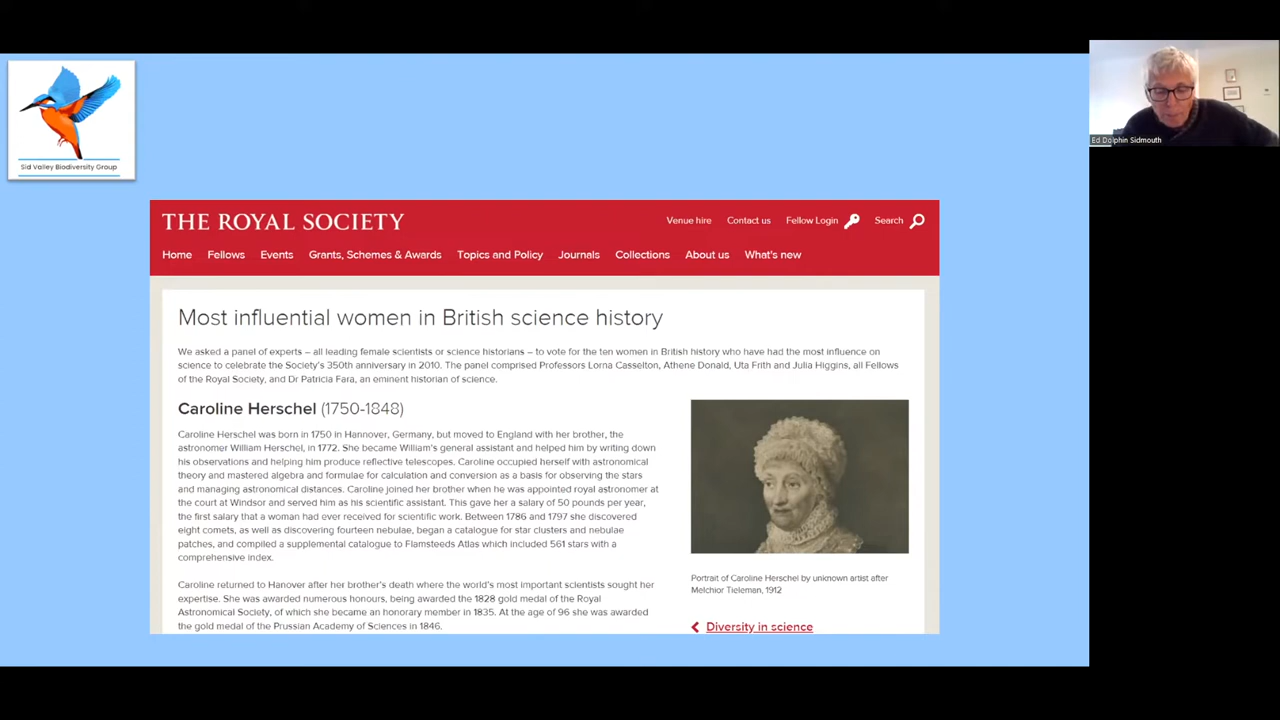 Sid Valley Biodiversity Group
Ed Dolphin Sidmouth
THE ROYAL SOCIETY
Venue hire Contact us Fellow Login Search
Home Fellows Events Grants, Schemes & Awards Topics and Policy Journals Collections About us What's new
Most influential women in British science history
We asked a panel of experts – all leading female scientists or science historians – to vote for the ten women in British history who have had the most influence on
science to celebrate the Society's 350th anniversary in 2010. The panel comprised Professors Lorna Casselton, Athene Donald, Uta Frith and Julia Higgins, all Fellows
of the Royal Society, and Dr Patricia Fara, an eminent historian of science.
Caroline Herschel (1750-1848)
Caroline Herschel was born in 1750 in Hannover, Germany, but moved to England with her brother, the
astronomer William Herschel, in 1772. She became William's general assistant and helped him by writing down
his observations and helping him produce reflective telescopes. Caroline occupied herself with astronomical
theory and mastered algebra and formulae for calculation and conversion as a basis for observing the stars
and managing astronomical distances. Caroline joined her brother when he was appointed royal astronomer at
the court at Windsor and served him as his scientific assistant. This gave her a salary of 50 pounds per year,
the first salary that a woman had ever received for scientific work. Between 1786 and 1797 she discovered
eight comets, as well as discovering fourteen nebulae, began a catalogue for star clusters and nebulae
patches, and compiled a supplemental catalogue to Flamsteeds Atlas which included 561 stars with a
comprehensive index.
Caroline returned to Hanover after her brother's death where the world's most important scientists sought her
expertise. She was awarded numerous honours, being awarded the 1828 gold medal of the Royal
Astronomical Society, of which she became an honorary member in 1835. At the age of 96 she was awarded
the gold medal of the Prussian Academy of Sciences in 1846.
Portrait of Caroline Herschel by unknown artist after
Melchior Tieleman, 1912
Diversity in science